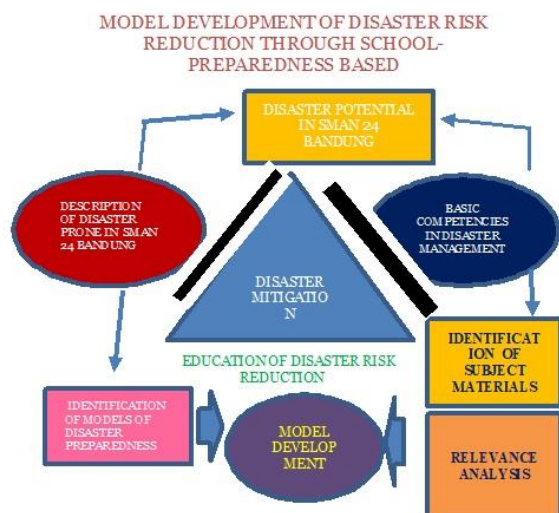 MODEL DEVELOPMENT OF DISASTER RISK
REDUCTION THROUGH SCHOOL-
PREPAREDNESS BASED
DISASTER POTENTIAL
IN SMAN 24
BANDUNG
DESCRIPTION
OF DISASTER
PRONE IN SMAN
24 BANDUNG
BASIC
COMPETENCIES
IN DISASTER
MANAGEMENT
DISASTER
MITIGATIO
N
EDUCATION OF DISASTER RISK
REDUCTION
IDENTIFICAT
ION OF
SUBJECT
MATERIALS
IDENTIFICATION
OF MODELS OF
DISASTER
PREPAREDNESS
MODEL
DEVELOP
MENT
RELEVANCE
ANALYSIS